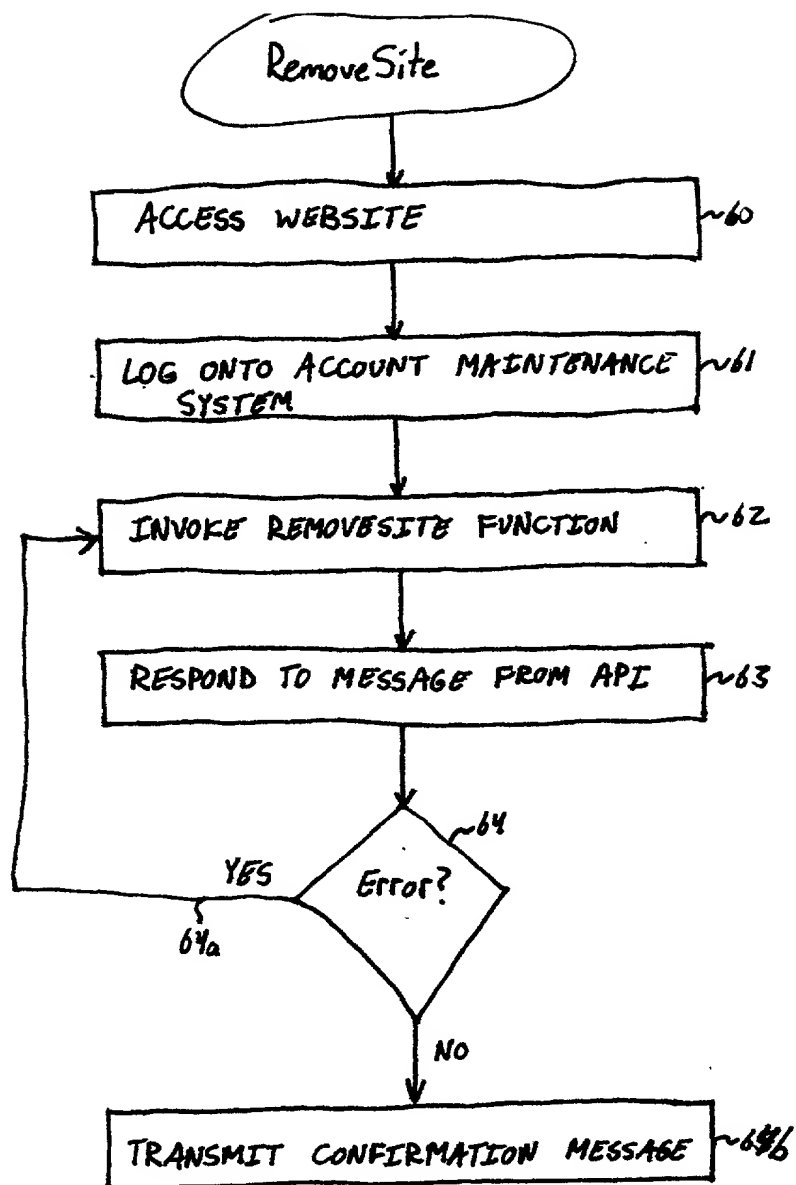 RemoveSite
ACCESS WEBSITE
~60
LOG ONTO ACCOUNT MAINTENANCE
SYSTEM
~61
INVOKE REMOVESITE FUNCTION
~62
RESPOND TO MESSAGE FROM API
~63
~64
Error?
YES
64a
NO
TRANSMIT CONFIRMATION MESSAGE